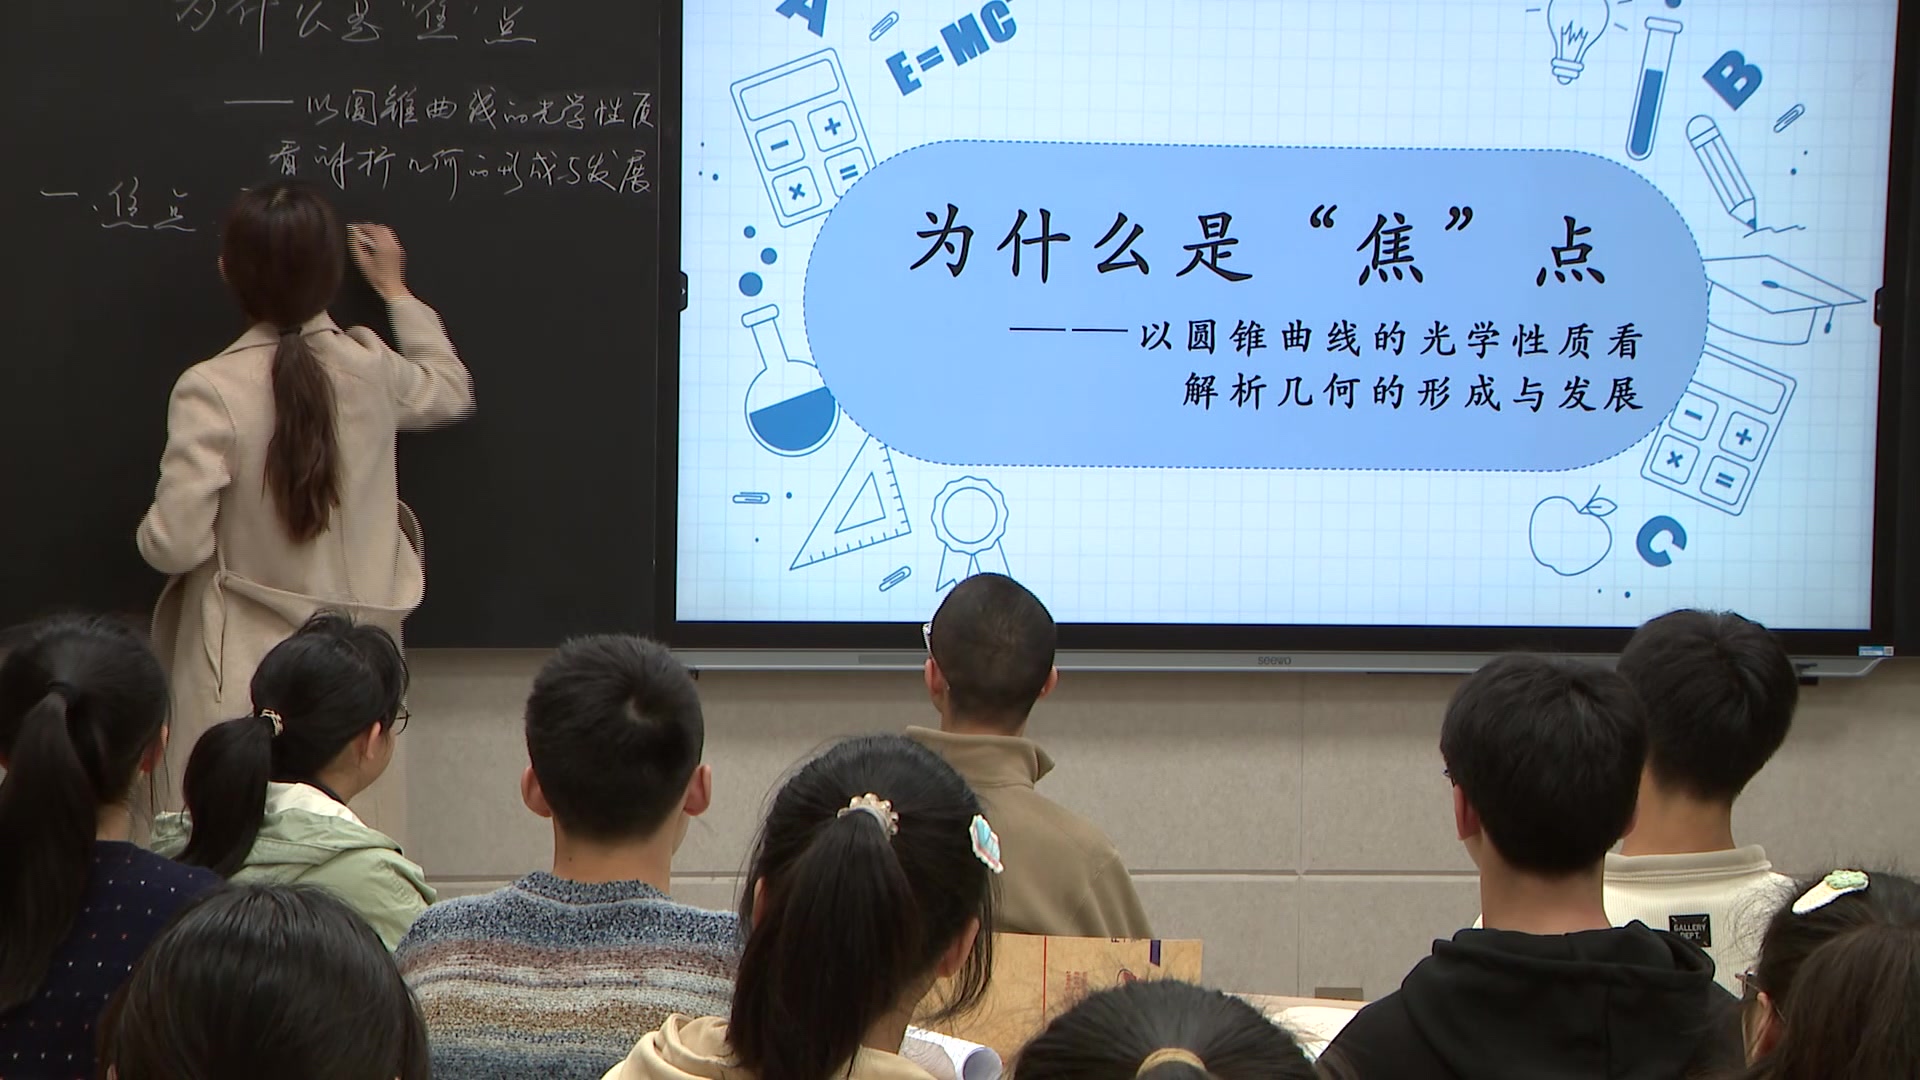 为什么是“焦”点
——以圆锥曲线的光学性质
看解析几何的形成与发展
一、焦点
A
E=MC
B
为什么是“焦”点
——以圆锥曲线的光学性质看
解析几何的形成与发展
C
seewo
GALLERY
DEPT.